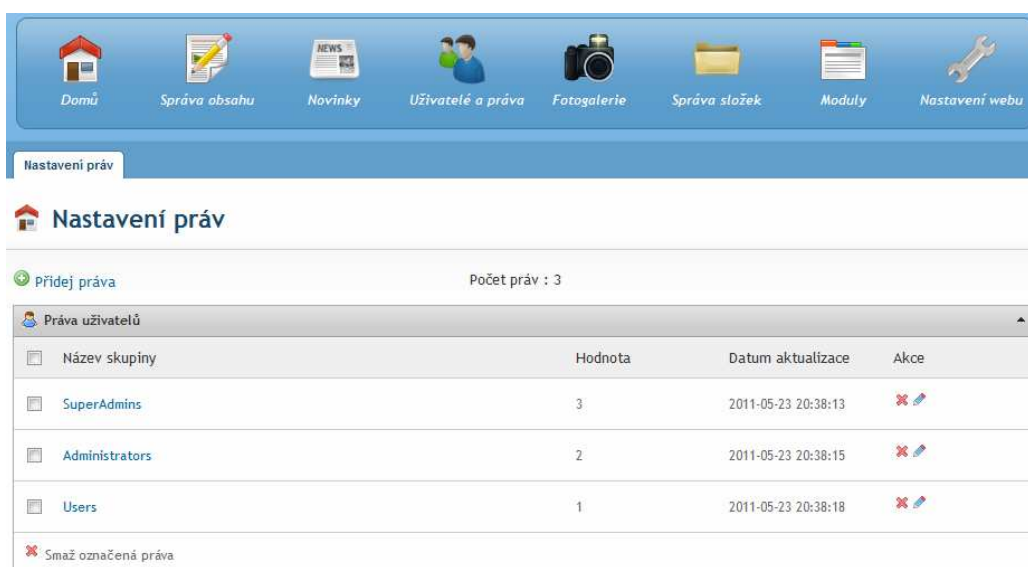 NEWS
Domů Správa obsahu Novinky Uživatelé a práva Fotogalerie Správa složek Moduly Nastavení webu
Nastavení práv
Nastavení práv
Přidej práva Počet práv : 3
Práva uživatelů
Název skupiny Hodnota Datum aktualizace Akce
SuperAdmins 3 2011-05-23 20:38:13
Administrators 2 2011-05-23 20:38:15
Users 1 2011-05-23 20:38:18
Smaž označená práva